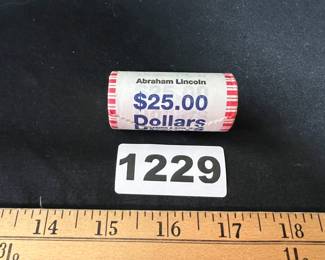 Abraham Lincoln
$25.00
Dollars
1229
14 15 16 17 18